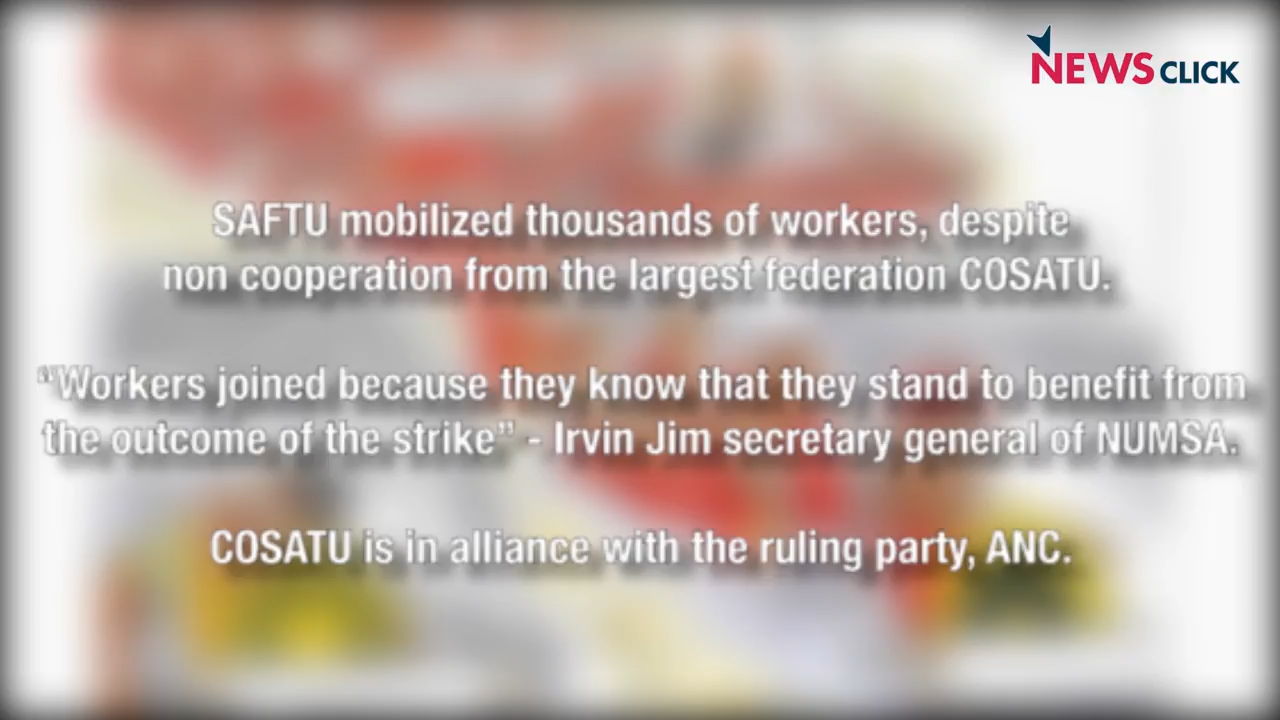 NEWSCLICK
SAFTU mobilized thousands of workers, despite
non cooperation from the largest federation COSATU.
“Workers joined because they know that they stand to benefit from
the outcome of the strike” - Irvin Jim secretary general of NUMSA.
COSATU is in alliance with the ruling party, ANC.